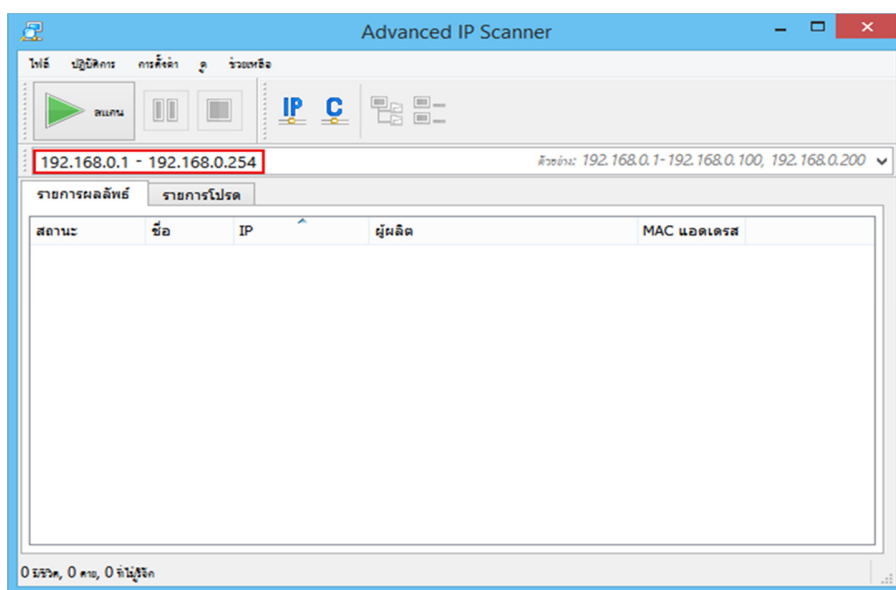 Advanced IP Scanner
ไฟล์ ปฏิบัติการ การตั้งค่า ดู ช่วยเหลือ
สแกน IP C
192.168.0.1 - 192.168.0.254 ตัวอย่าง: 192.168.0.1-192.168.0.100, 192.168.0.200
รายการผลลัพธ์ รายการโปรด
สถานะ ชื่อ IP ผู้ผลิต MAC แอดเดรส
0 มีชีวิต, 0 ตาย, 0 ที่ไม่รู้จัก